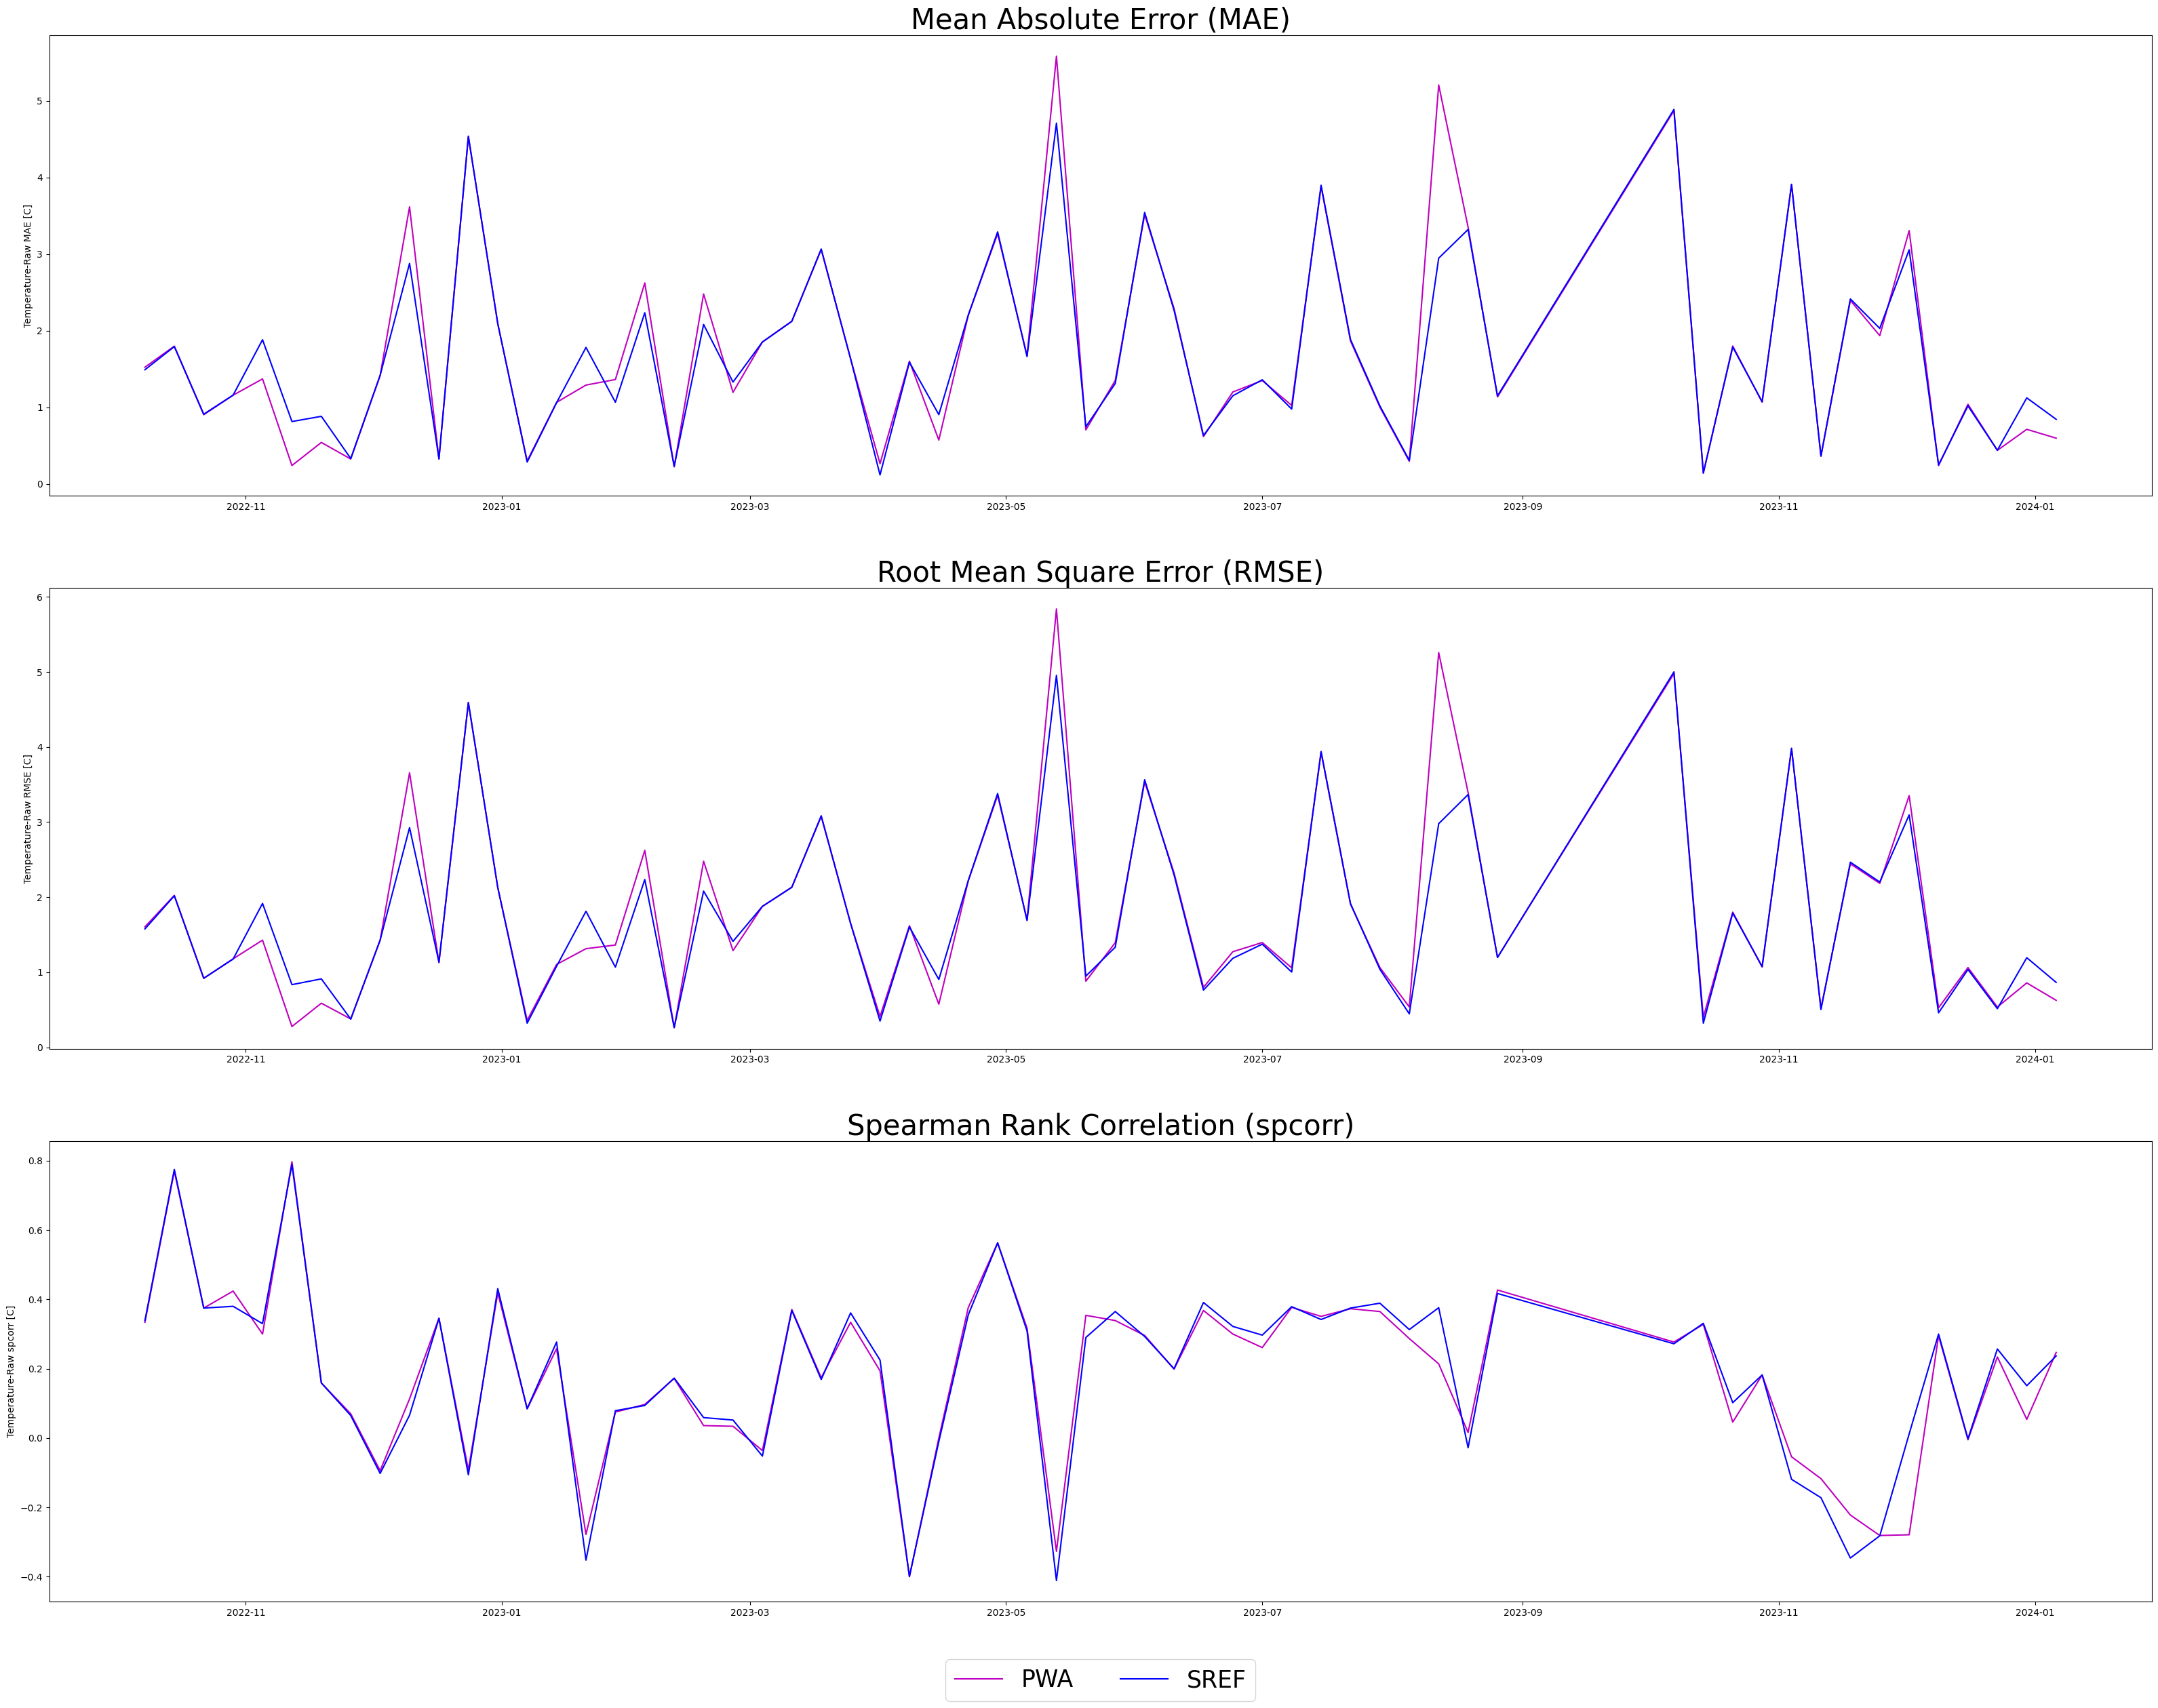 Mean Absolute Error (MAE)
Temperature-Raw MAE [C]
5
4
3
2
1
0
2022-11 2023-01 2023-03 2023-05 2023-07 2023-09 2023-11 2024-01
Root Mean Square Error (RMSE)
Temperature-Raw RMSE [C]
6
5
4
3
2
1
0
2022-11 2023-01 2023-03 2023-05 2023-07 2023-09 2023-11 2024-01
Spearman Rank Correlation (spcorr)
Temperature-Raw spcorr [C]
0.8
0.6
0.4
0.2
0.0
−0.2
−0.4
2022-11 2023-01 2023-03 2023-05 2023-07 2023-09 2023-11 2024-01
PWA SREF